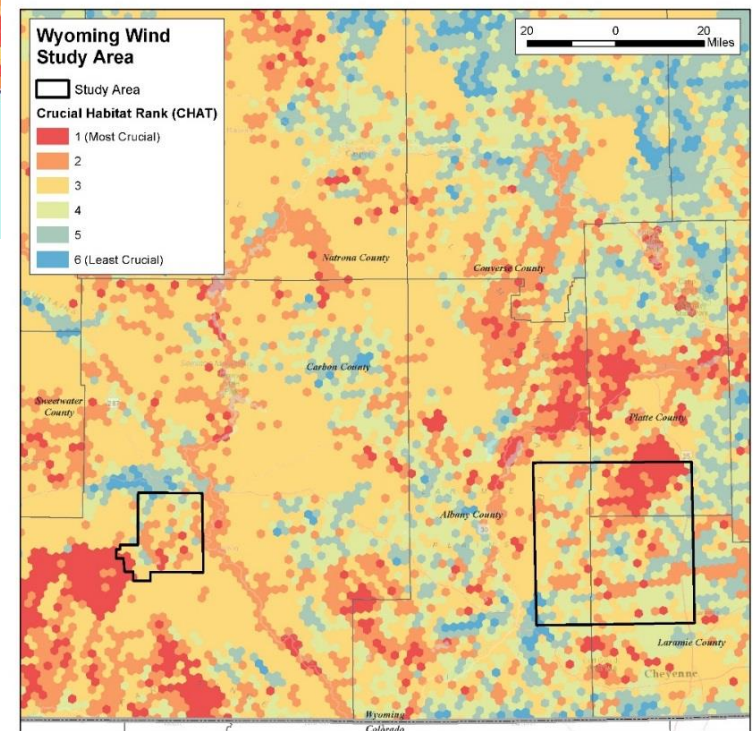 Wyoming Wind
Study Area
Study Area
Crucial Habitat Rank (CHAT)
1 (Most Crucial)
2
3
4
5
6 (Least Crucial)
20 0 20
Miles
Natrona County
Converse County
Carbon County
Sweetwater
County
Platte County
Albany County
Laramie County
Cheyenne
Wyoming
Colorado